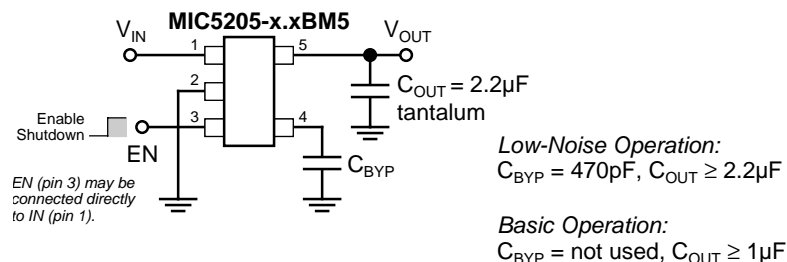 MIC5205-x.xBM5
V_IN
V_OUT
1
5
2
C_OUT = 2.2µF
tantalum
Enable
Shutdown
3
4
EN
C_BYP
EN (pin 3) may be
connected directly
to IN (pin 1).
Low-Noise Operation:
C_BYP = 470pF, C_OUT ≥ 2.2µF
Basic Operation:
C_BYP = not used, C_OUT ≥ 1µF